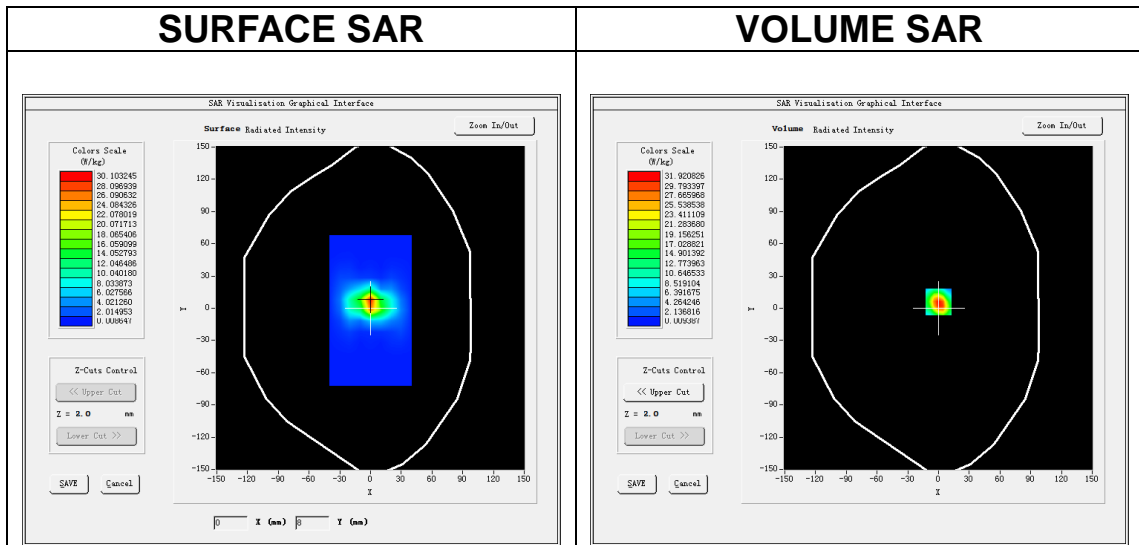 SURFACE SAR
VOLUME SAR
SAR Visualisation Graphical Interface
Surface Radiated Intensity
Zoom In/Out
Colors Scale
(W/kg)
30.103245
28.096939
26.090632
24.084326
22.078019
20.071713
18.065406
16.059099
14.052793
12.046486
10.040180
8.033873
6.027566
4.021260
2.014953
0.008647
150
120
90
60
30
0
-30
-60
-90
-120
-150
Y
-150 -120 -90 -60 -30 0 30 60 90 120 150
X
Z-Cuts Control
<< Upper Cut
Z = 2.0 mm
Lower Cut >>
SAVE Cancel
0 X (mm) 8 Y (mm)
SAR Visualisation Graphical Interface
Volume Radiated Intensity
Zoom In/Out
Colors Scale
(W/kg)
31.920826
29.793397
27.665968
25.538538
23.411109
21.283680
19.156251
17.028821
14.901392
12.773963
10.646533
8.519104
6.391675
4.264246
2.136816
0.009387
150
120
90
60
30
0
-30
-60
-90
-120
-150
Y
-150 -120 -90 -60 -30 0 30 60 90 120 150
X
Z-Cuts Control
<< Upper Cut
Z = 2.0 mm
Lower Cut >>
SAVE Cancel